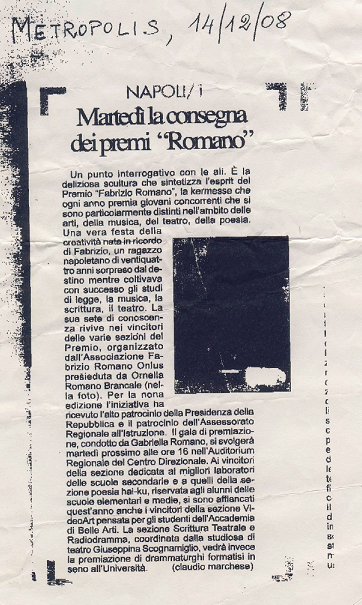 METROPOLIS, 14/12/08
NAPOLI/1
Martedì la consegna
dei premi "Romano"
Un punto interrogativo con le ali. È la
deliziosa scultura che sintetizza l'esprit del
Premio "Fabrizio Romano", la kermesse che
ogni anno premia giovani concorrenti che si
sono particolarmente distinti nell'ambito delle
arti, della musica, del teatro, della poesia.
Una vera festa della
creatività nata in ricordo
di Fabrizio, un ragazzo
napoletano di ventiquat-
tro anni sorpreso dal de-
stino mentre coltivava
con successo gli studi
di legge, la musica, la
scrittura, il teatro. La
sua sete di conoscen-
za rivive nei vincitori
delle varie sezioni del
Premio, organizzato
dall'Associazione Fa-
brizio Romano Onlus
presieduta da Ornella
Romano Brancale (nel-
la foto). Per la nona
edizione l'iniziativa ha
ricevuto l'alto patrocinio della Presidenza della
Repubblica e il patrocinio dell'Assessorato
Regionale all'Istruzione. Il gala di premiazio-
ne, condotto da Gabriella Romano, si svolgerà
martedì prossimo alle ore 16 nell'Auditorium
Regionale del Centro Direzionale. Ai vincitori
della sezione dedicata ai migliori laboratori
delle scuole secondarie e a quelli della se-
zione poesia hai-ku, riservata agli alunni delle
scuole elementari e medie, si sono affiancati
quest'anno anche i vincitori della sezione Vi-
deoArt pensata per gli studenti dell'Accademia
di Belle Arti. La sezione Scrittura Teatrale e
Radiodramma, coordinata dalla studiosa di
teatro Giuseppina Scognamiglio, vedrà invece
la premiazione di drammaturghi formatisi in
seno all'Università. (claudio marchese)